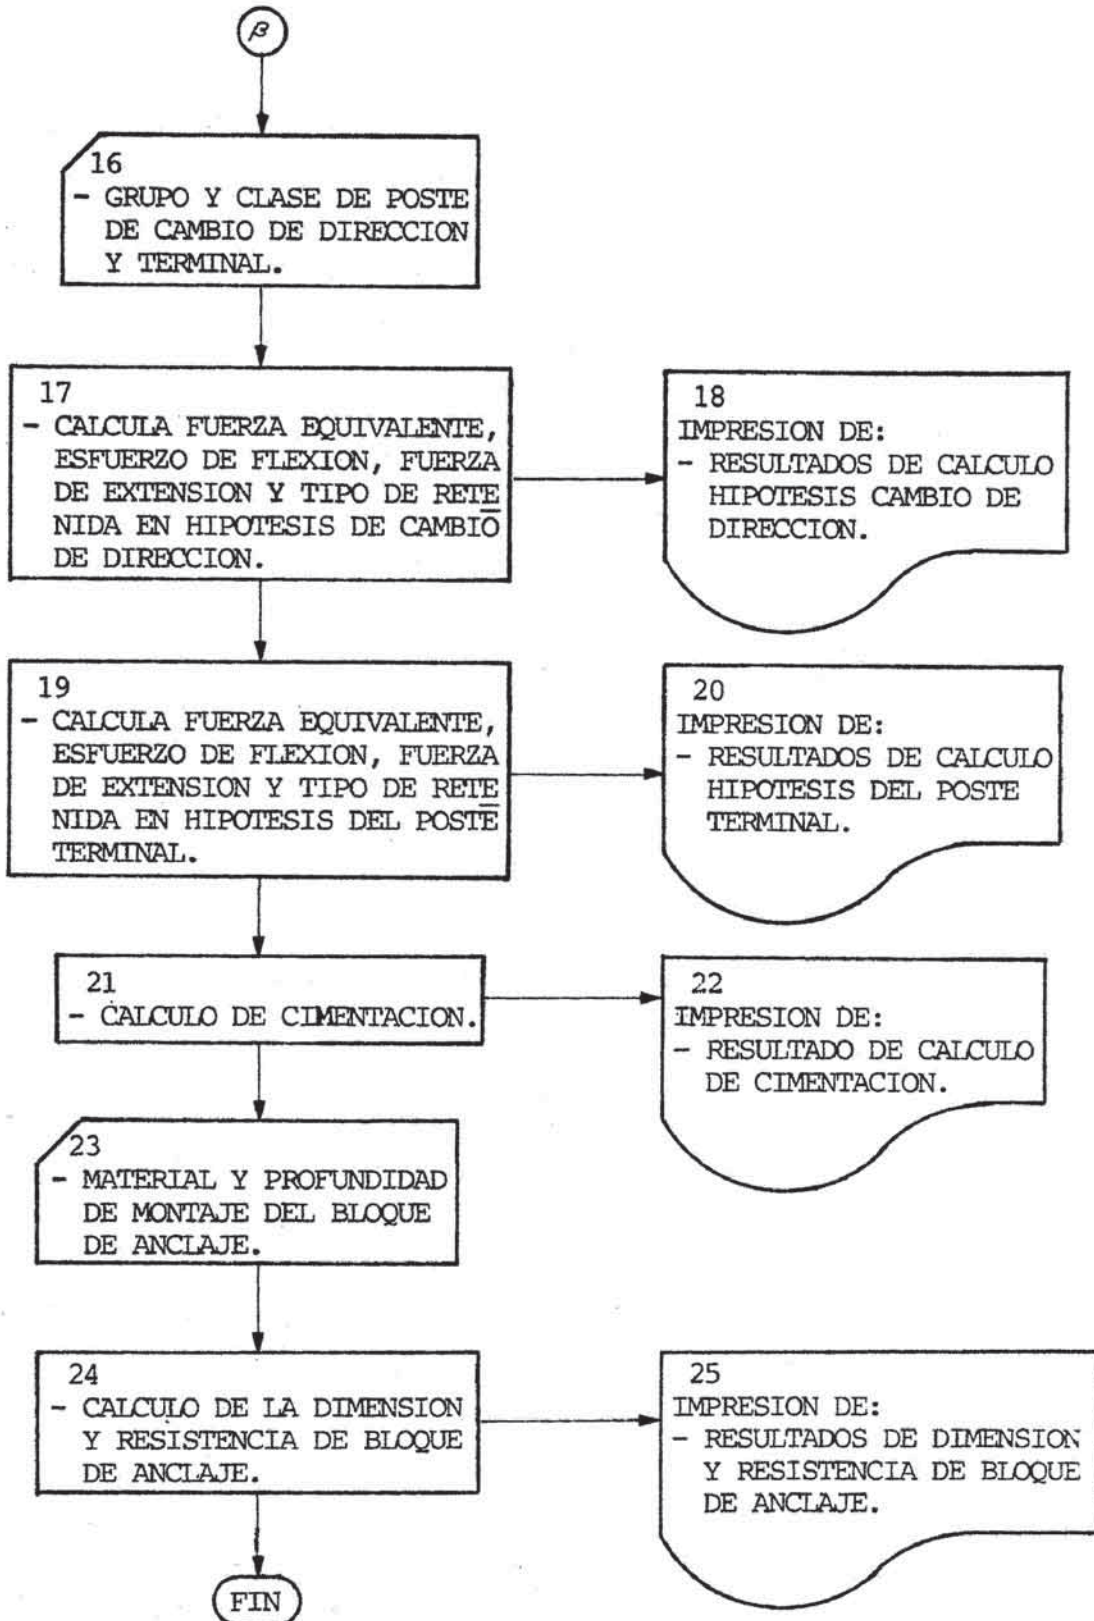 β
16
- GRUPO Y CLASE DE POSTE
DE CAMBIO DE DIRECCION
Y TERMINAL.
17
- CALCULA FUERZA EQUIVALENTE,
ESFUERZO DE FLEXION, FUERZA
DE EXTENSION Y TIPO DE RETE
NIDA EN HIPOTESIS DE CAMBIO
DE DIRECCION.
18
IMPRESION DE:
- RESULTADOS DE CALCULO
HIPOTESIS CAMBIO DE
DIRECCION.
19
- CALCULA FUERZA EQUIVALENTE,
ESFUERZO DE FLEXION, FUERZA
DE EXTENSION Y TIPO DE RETE
NIDA EN HIPOTESIS DEL POSTE
TERMINAL.
20
IMPRESION DE:
- RESULTADOS DE CALCULO
HIPOTESIS DEL POSTE
TERMINAL.
21
- CALCULO DE CIMENTACION.
22
IMPRESION DE:
- RESULTADO DE CALCULO
DE CIMENTACION.
23
- MATERIAL Y PROFUNDIDAD
DE MONTAJE DEL BLOQUE
DE ANCLAJE.
24
- CALCULO DE LA DIMENSION
Y RESISTENCIA DE BLOQUE
DE ANCLAJE.
25
IMPRESION DE:
- RESULTADOS DE DIMENSION
Y RESISTENCIA DE BLOQUE
DE ANCLAJE.
FIN